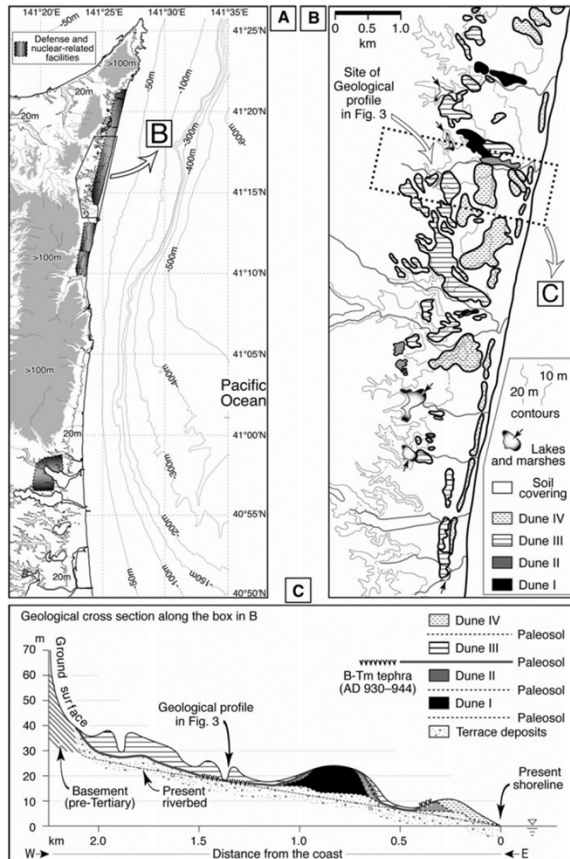 141°20'E 141°25'E 141°30'E 141°35'E
A
-50m
Defense and
nuclear-related
facilities
>100m
20m
20m
-50m
-100m
-300m
-400m
-600m
41°20'N
B
41°15'N
-500m
>100m
41°10'N
>100m
41°05'N
-400m
Pacific
Ocean
20m
41°00'N
-300m
40°55'N
-200m
-150m
-100m
-50m
20m
40°50'N
B
0 0.5 1.0
km
Site of
Geological
profile
in Fig. 3
C
20 m 10 m
contours
Lakes
and marshes
Soil
covering
Dune IV
Dune III
Dune II
Dune I
C
Geological cross section along the box in B
m
70
60
50
40
30
20
10
0
Ground surface
Dune IV
Paleosol
Dune III
B-Tm tephra
(AD 930–944)
Paleosol
Dune II
Paleosol
Dune I
Paleosol
Terrace deposits
Geological
profile
in Fig. 3
Present
shoreline
Basement
(pre-Tertiary)
Present
riverbed
km 2.0 1.5 1.0 0.5 0
W Distance from the coast E